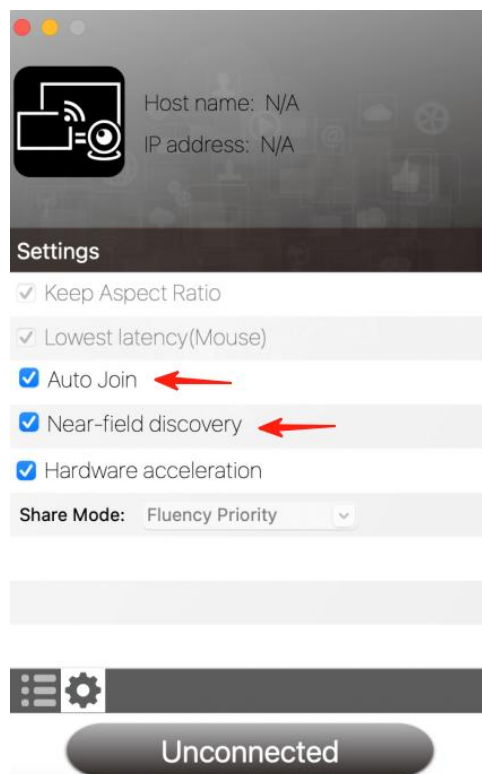 Host name: N/A
IP address: N/A
Settings
Keep Aspect Ratio
Lowest latency(Mouse)
Auto Join
Near-field discovery
Hardware acceleration
Share Mode: Fluency Priority
Unconnected